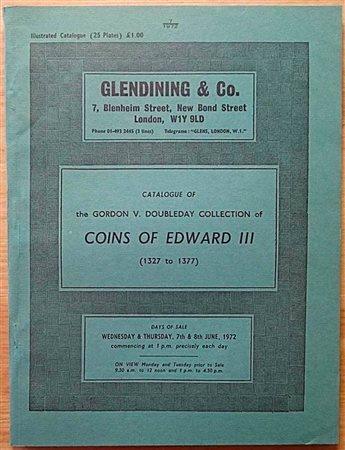 7
1972
Illustrated Catalogue (25 Plates) £1.00
GLENDINING & Co.
7, Blenheim Street, New Bond Street
London, W1Y 9LD
Phone 01-493 2445 (3 lines) Telegrams: "GLENS, LONDON, W.1."
CATALOGUE OF
the GORDON V. DOUBLEDAY COLLECTION of
COINS OF EDWARD III
(1327 to 1377)
DAYS OF SALE
WEDNESDAY & THURSDAY, 7th & 8th JUNE, 1972
commencing at 1 p.m. precisely each day
ON VIEW Monday and Tuesday prior to Sale
9.30 a.m. to 12 noon and 1 p.m. to 4.30 p.m.